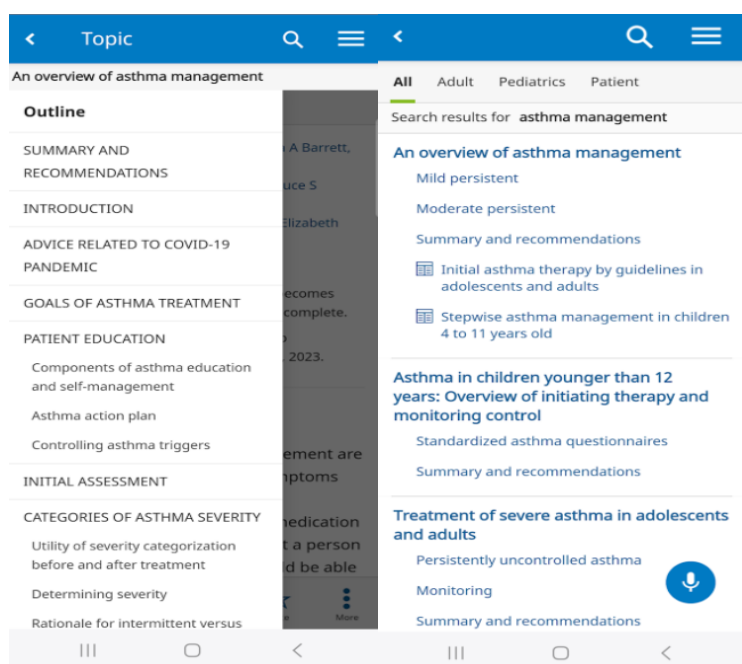 Topic
An overview of asthma management
Outline
SUMMARY AND
RECOMMENDATIONS
INTRODUCTION
ADVICE RELATED TO COVID-19
PANDEMIC
GOALS OF ASTHMA TREATMENT
PATIENT EDUCATION
Components of asthma education
and self-management
Asthma action plan
Controlling asthma triggers
INITIAL ASSESSMENT
CATEGORIES OF ASTHMA SEVERITY
Utility of severity categorization
before and after treatment
Determining severity
Rationale for intermittent versus
A Barrett,
uce S
Elizabeth
ecomes
complete.
2023.
ement are
ptoms
edication
t a person
ld be able
More
All Adult Pediatrics Patient
Search results for asthma management
An overview of asthma management
Mild persistent
Moderate persistent
Summary and recommendations
Initial asthma therapy by guidelines in
adolescents and adults
Stepwise asthma management in children
4 to 11 years old
Asthma in children younger than 12
years: Overview of initiating therapy and
monitoring control
Standardized asthma questionnaires
Summary and recommendations
Treatment of severe asthma in adolescents
and adults
Persistently uncontrolled asthma
Monitoring
Summary and recommendations